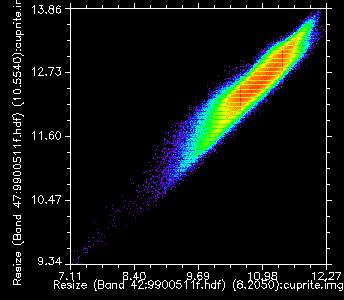 13.86
12.73
11.60
10.47
9.34
7.11 8.40 9.69 10.98 12.27
Resize (Band 47:9900511f.hdf) (10.5540):cuprite.im
Resize (Band 42:9900511f.hdf) (8.2050):cuprite.img